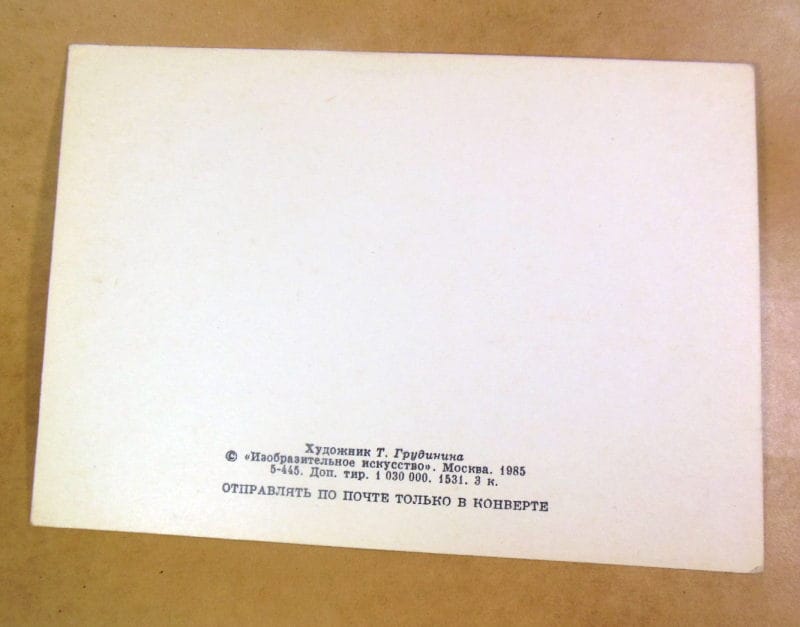 Художник Т. Грудинина
© «Изобразительное искусство». Москва. 1985
5-445. Доп. тир. 1 030 000. 1531. 3 к.
ОТПРАВЛЯТЬ ПО ПОЧТЕ ТОЛЬКО В КОНВЕРТЕ